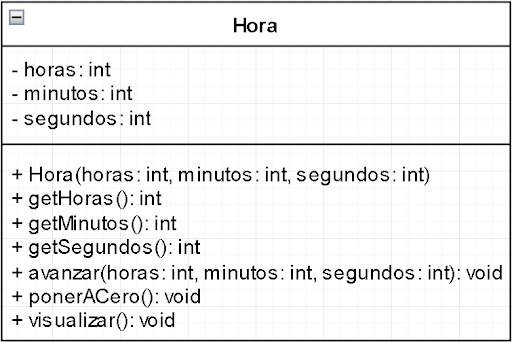 Hora
- horas: int
- minutos: int
- segundos: int
+ Hora(horas: int, minutos: int, segundos: int)
+ getHoras(): int
+ getMinutos(): int
+ getSegundos(): int
+ avanzar(horas: int, minutos: int, segundos: int): void
+ ponerACero(): void
+ visualizar(): void